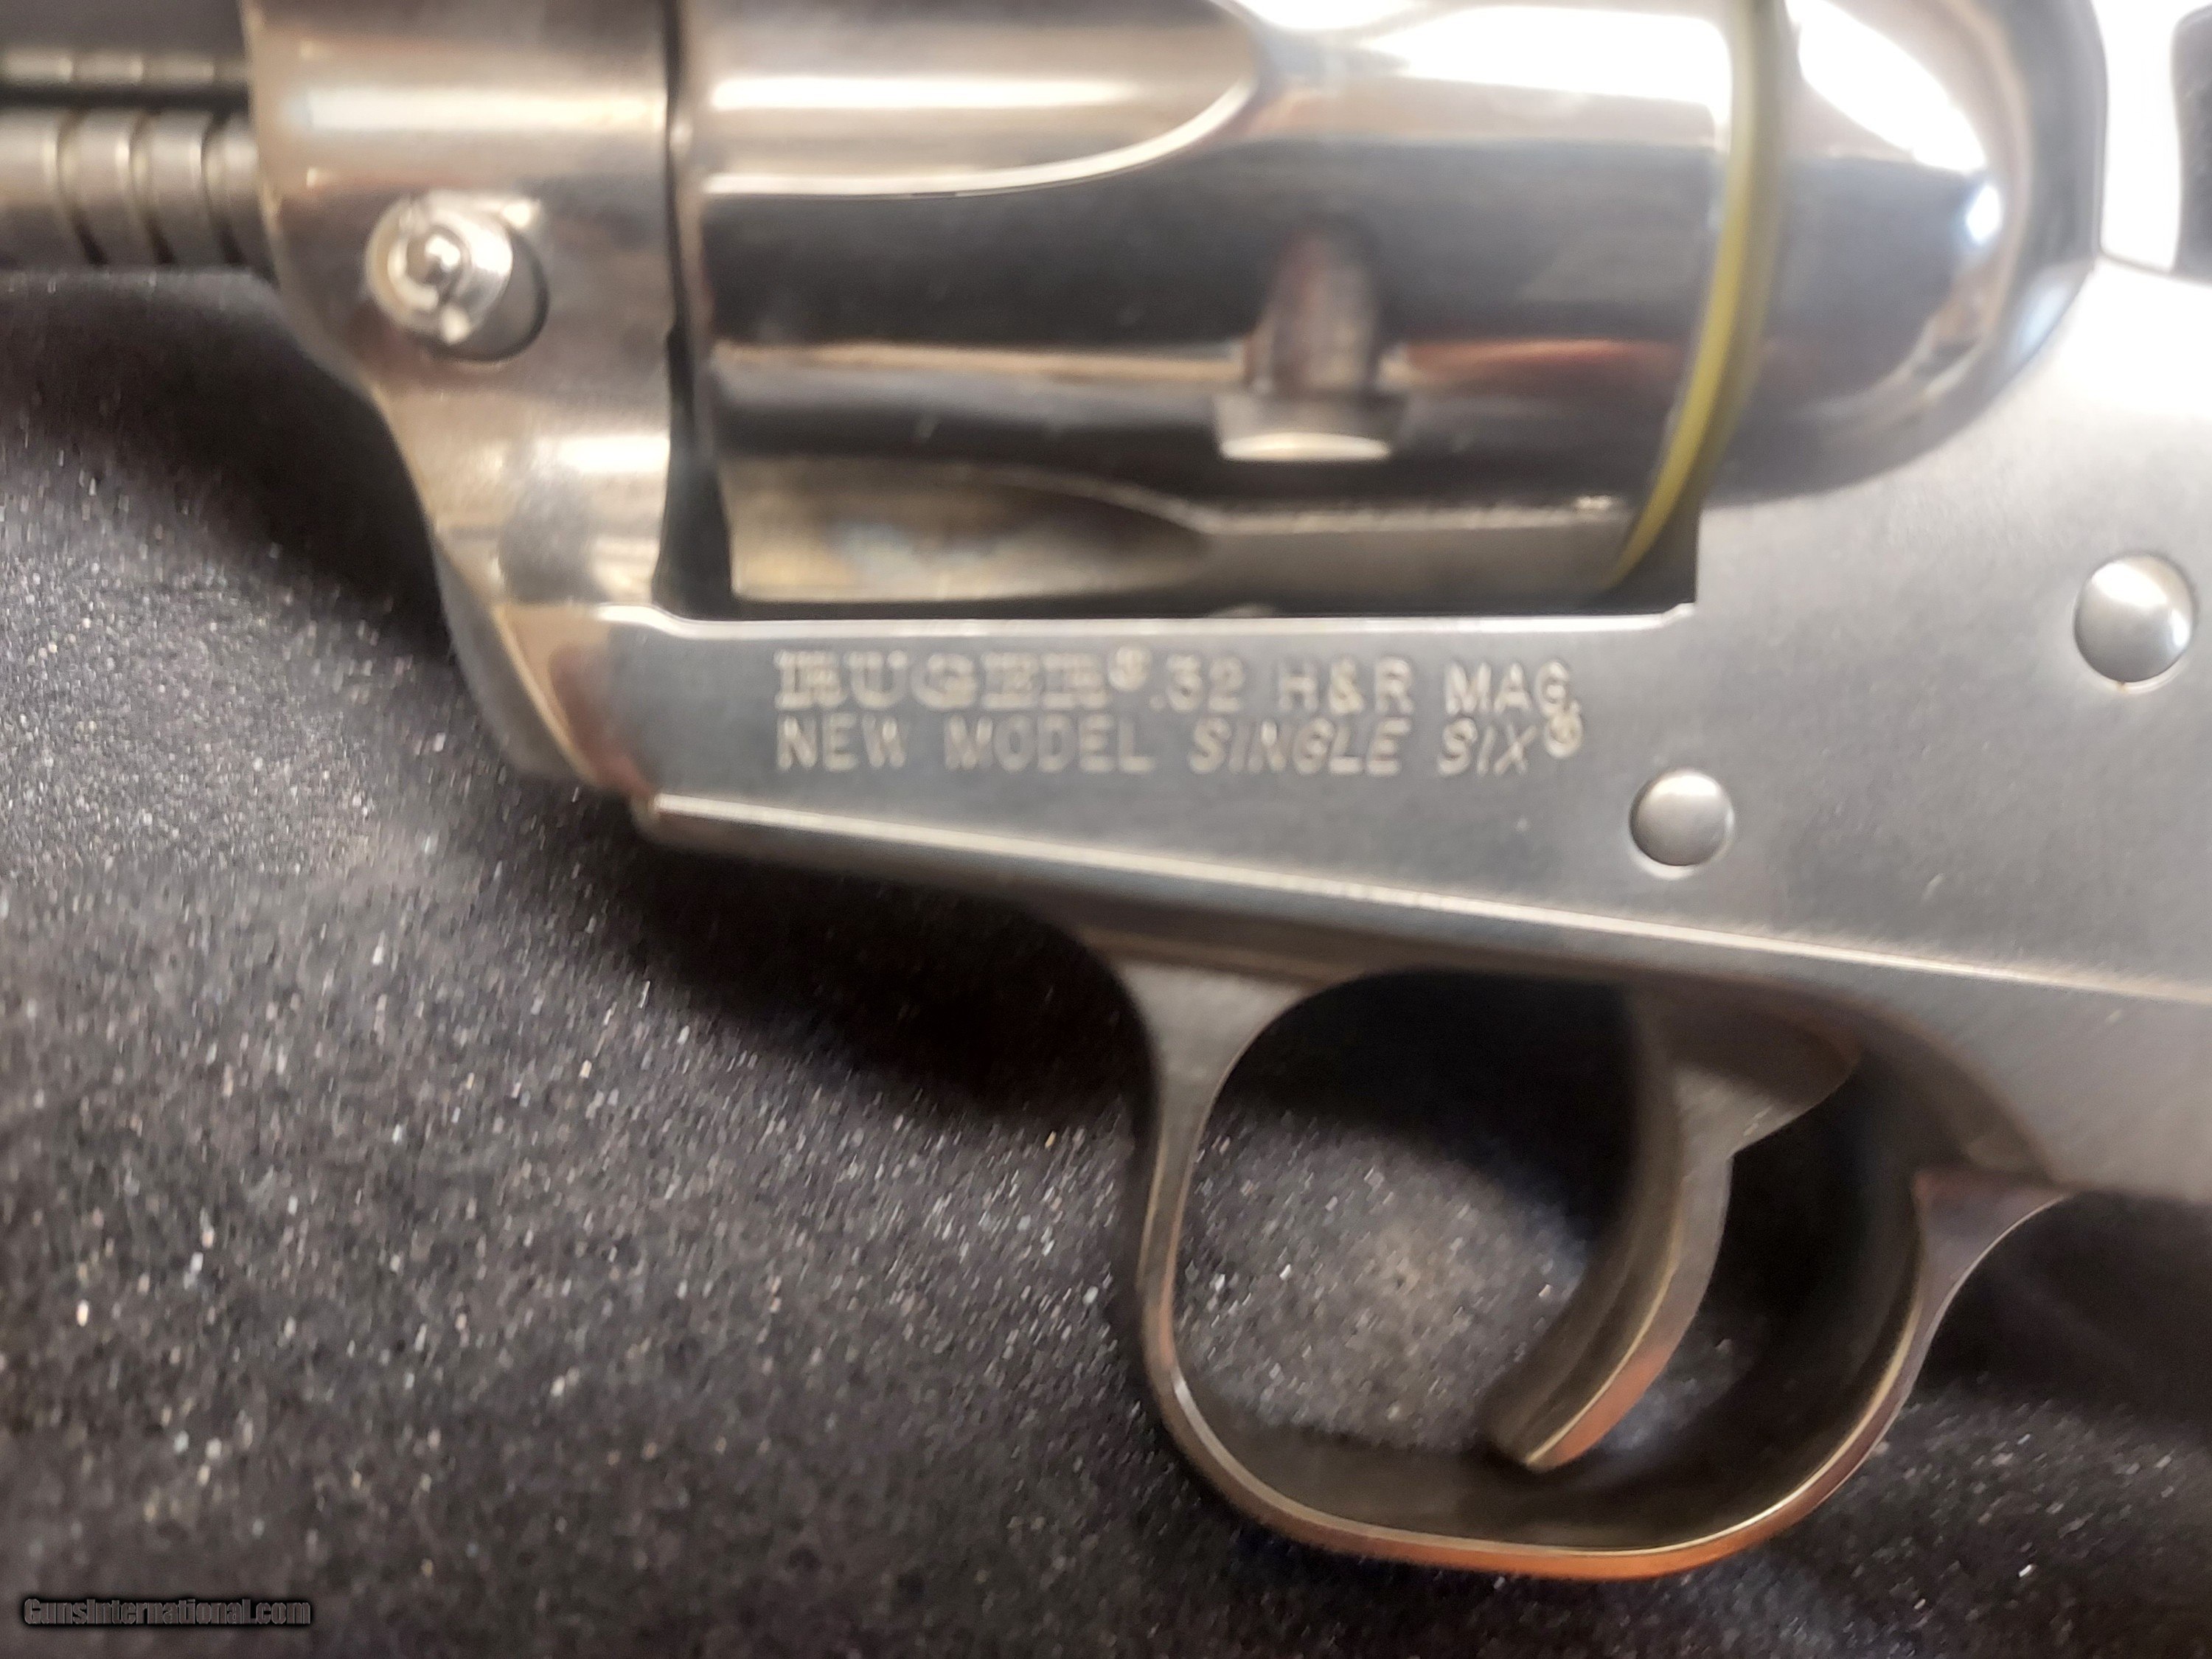 RUGER® .32 H&R MAG.
NEW MODEL SINGLE SIX®
GunsInternational.com